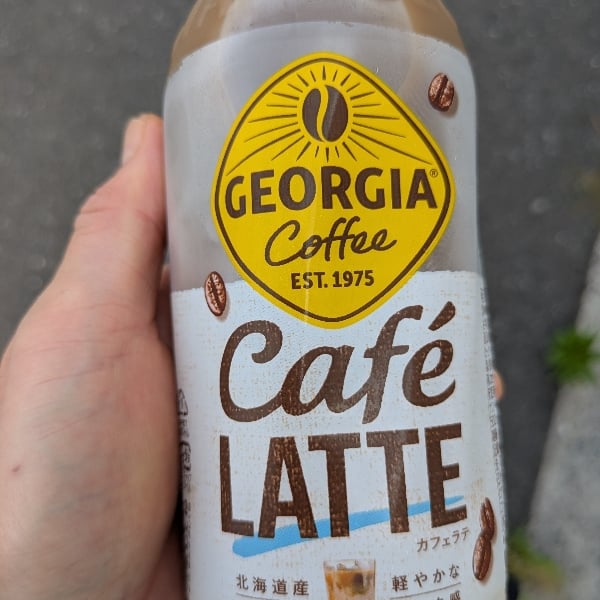 GEORGIA®
Coffee
EST. 1975
Café
LATTE
カフェラテ
北海道産 軽やかな